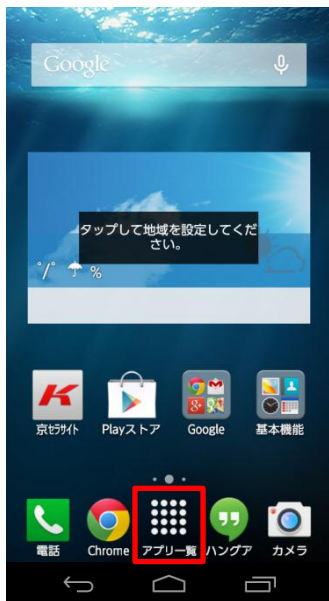 Google
タップして地域を設定してくだ
さい。
°/° %
京セラサイト Playストア Google 基本機能
電話 Chrome アプリ一覧 ハングア カメラ